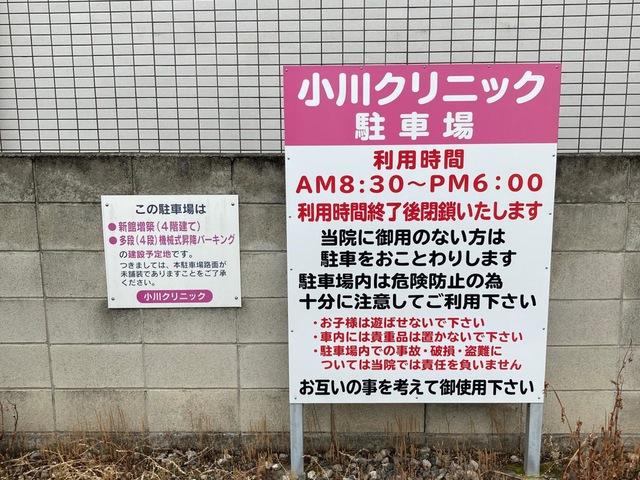 この駐車場は
●新館増築(4階建て)
●多段(4段)機械式昇降パーキング
の建設予定地です。
つきましては、本駐車場路面が
未舗装でありますことをご了承
ください。
小川クリニック
小川クリニック
駐車場
利用時間
AM8:30〜PM6:00
利用時間終了後閉鎖いたします
当院に御用のない方は
駐車をおことわりします
駐車場内は危険防止の為
十分に注意してご利用下さい
・お子様は遊ばせないで下さい
・車内には貴重品は置かないで下さい
・駐車場内での事故・破損・盗難に
ついては当院では責任を負いません
お互いの事を考えて御使用下さい